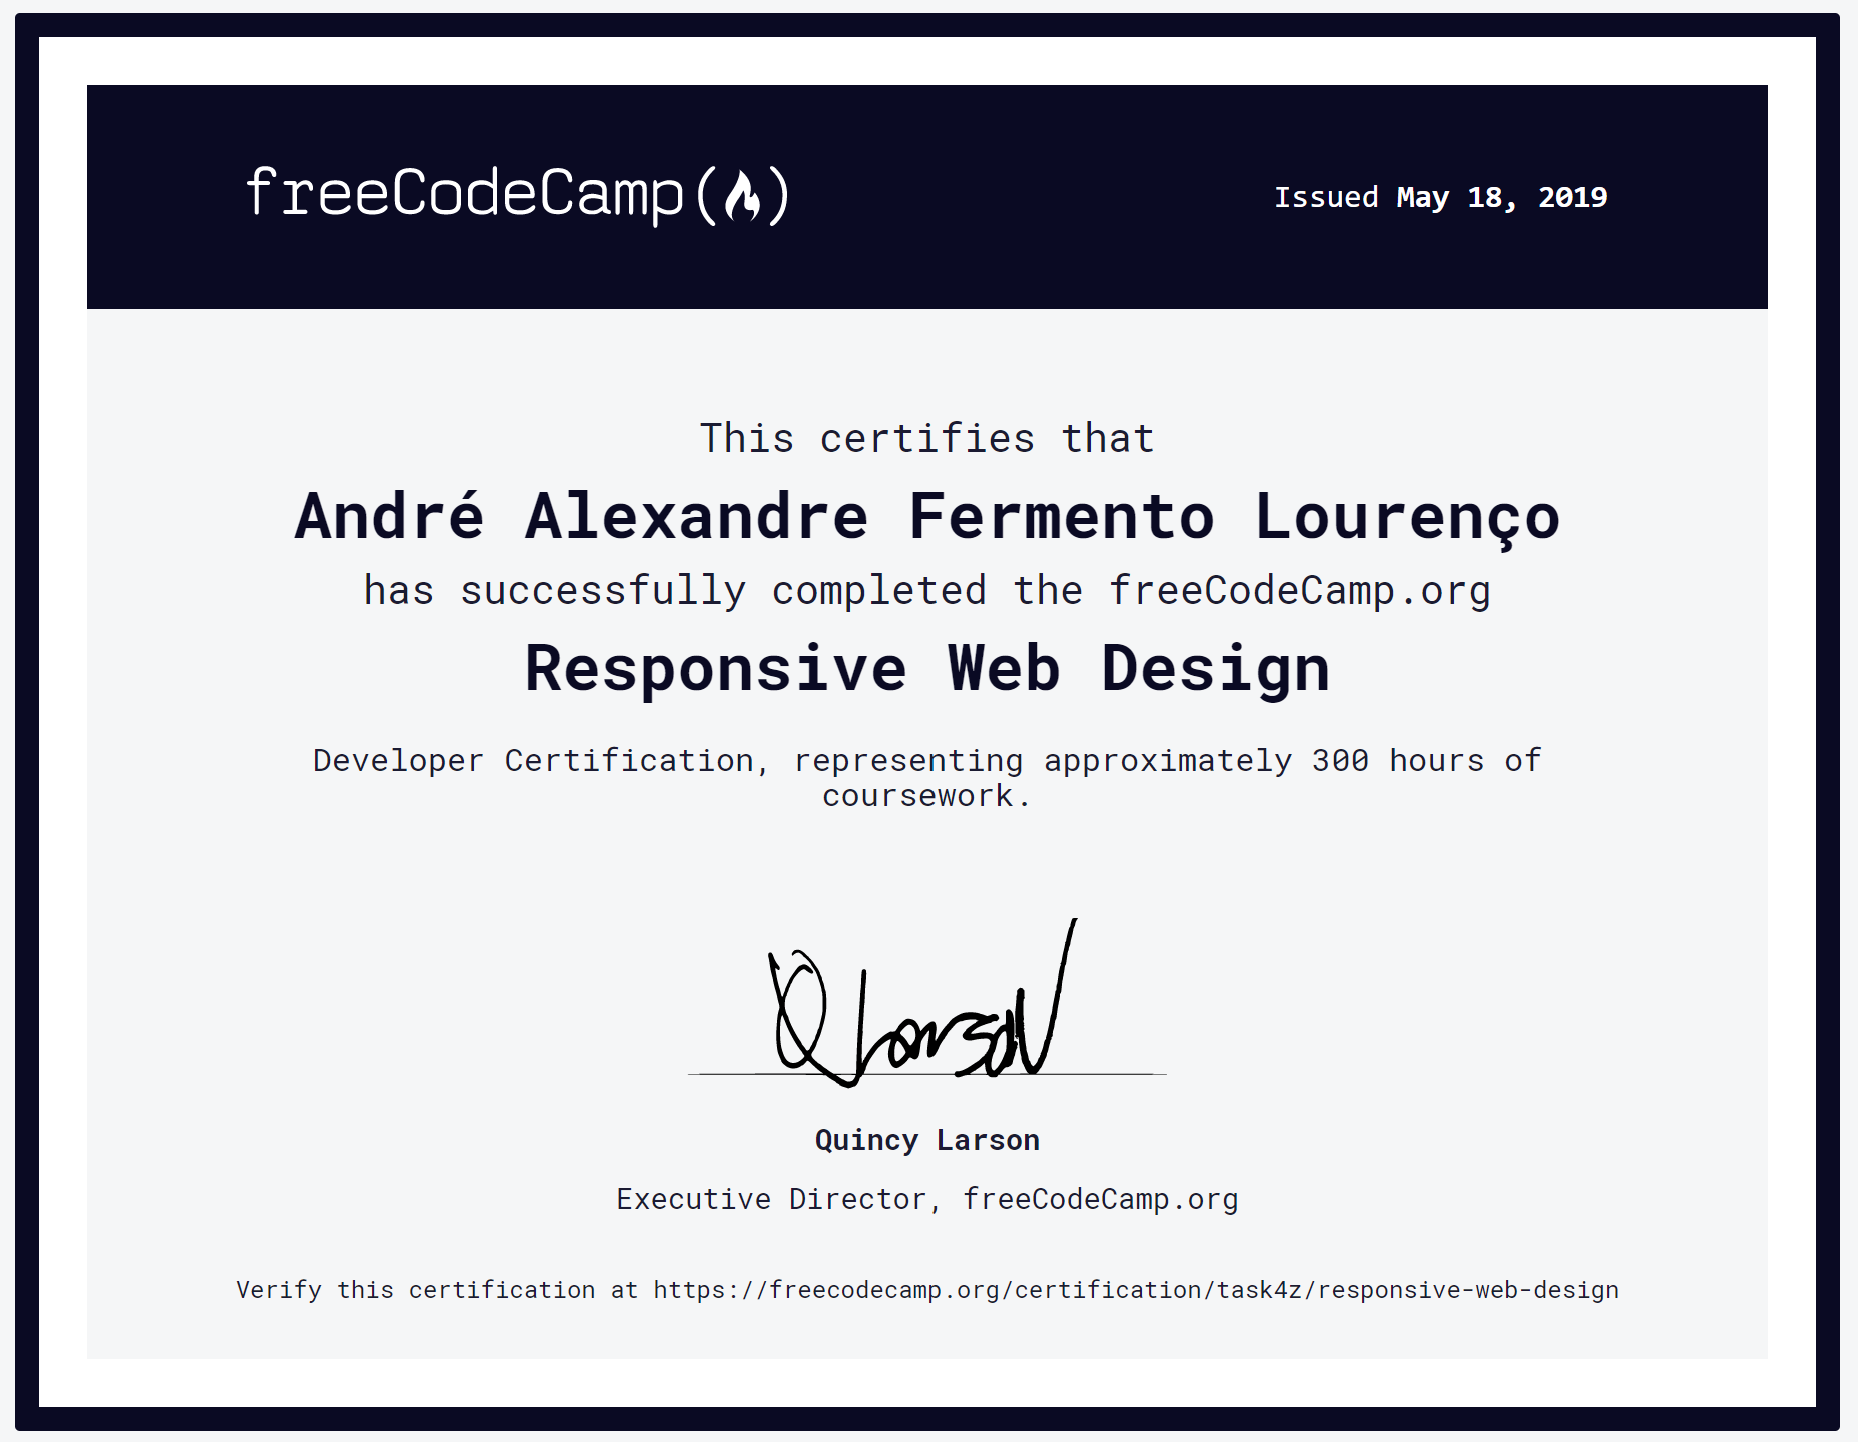 freeCodeCamp(🔥)
Issued May 18, 2019
This certifies that
André Alexandre Fermento Lourenço
has successfully completed the freeCodeCamp.org
Responsive Web Design
Developer Certification, representing approximately 300 hours of
coursework.
Q Larson
Quincy Larson
Executive Director, freeCodeCamp.org
Verify this certification at https://freecodecamp.org/certification/task4z/responsive-web-design